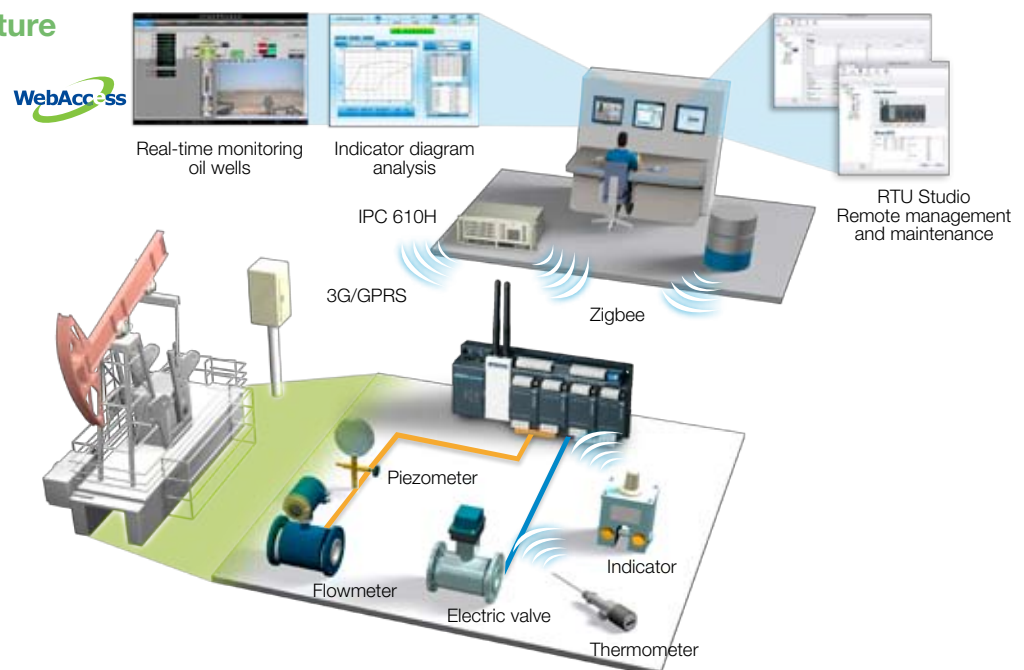 ture
WebAccess
Real-time monitoring
oil wells
Indicator diagram
analysis
RTU Studio
Remote management
and maintenance
IPC 610H
3G/GPRS
Zigbee
Piezometer
Flowmeter
Electric valve
Indicator
Thermometer